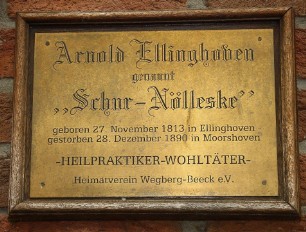 Arnold Ellinghoven
genannt
„Schnr-Nölleske”
geboren 27. November 1813 in Ellinghoven
gestorben 28. Dezember 1890 in Moorshoven
-HEILPRAKTIKER-WOHLTÄTER-
Heimatverein Wegberg-Beeck e.V.